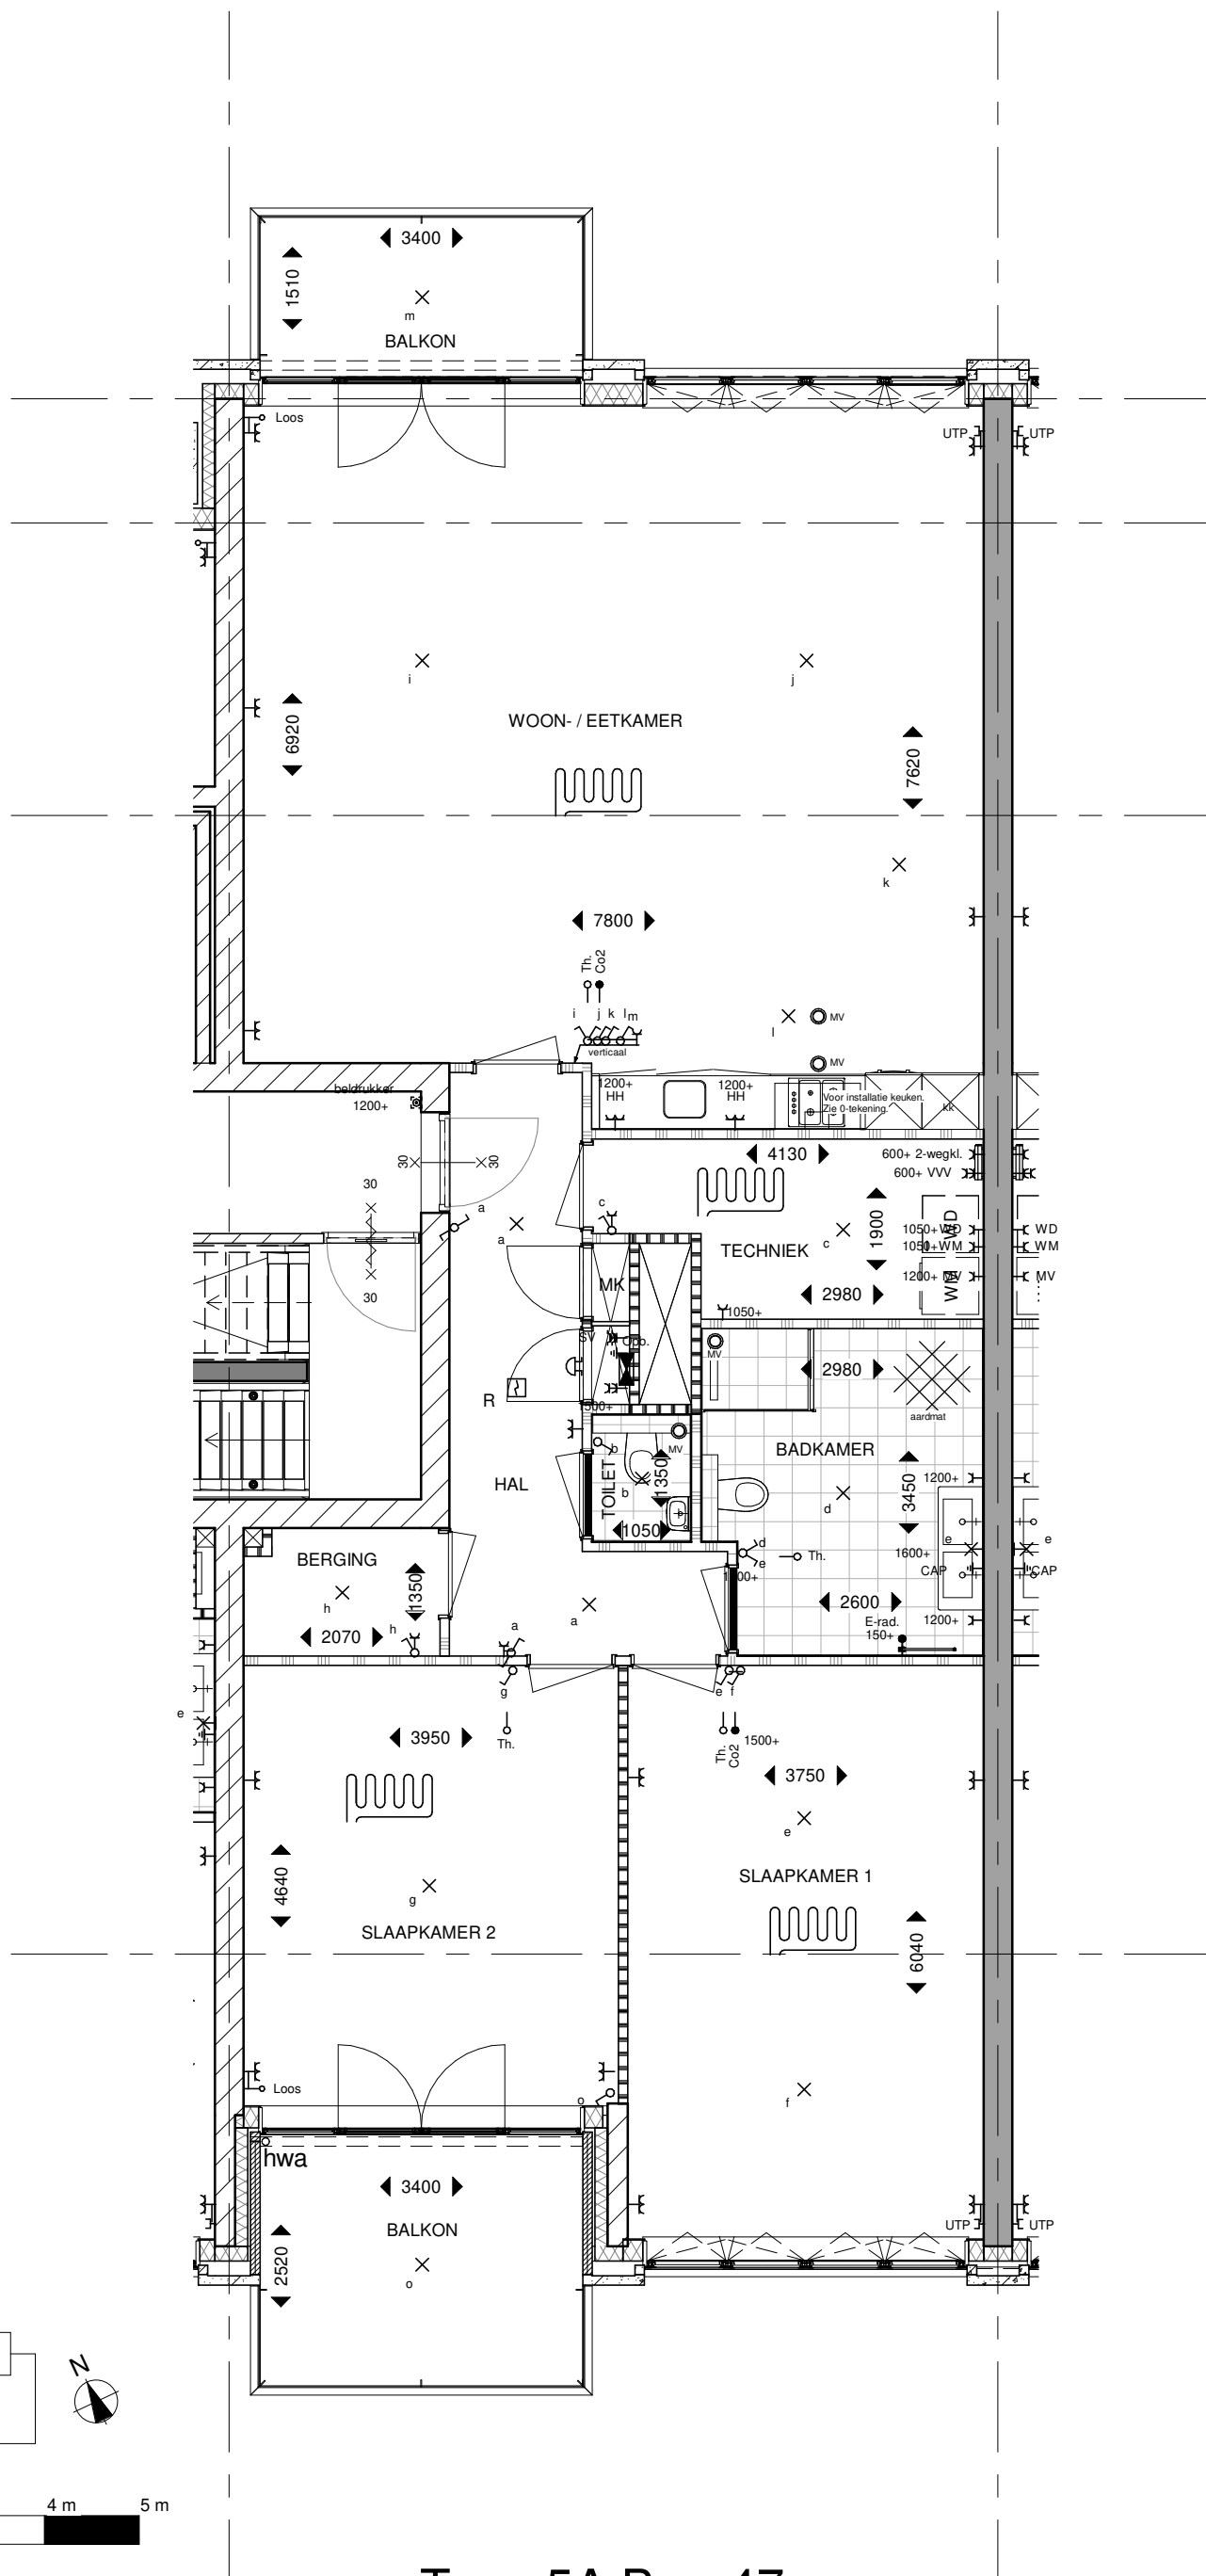 3400
1510
m
BALKON
Loos
UTP
UTP
i
j
WOON- / EETKAMER
6920
7620
k
7800
Th.
Co2
i j k l m
verticaal
l
MV
MV
beldrukker
1200+
1200+
HH
1200+
HH
Voor installatie keuken.
Zie 0-tekening.
kk
4130
600+ 2-wegkl.
600+ VVV
30
30
30
30
a
a
c
TECHNIEK
c
1900
1050+WD
WD
WD
1050+WM
WM
1200+ MV
MV
WM
MK
2980
1050+
SV
Opb.
MV
2980
aardmat
R
1500+
BADKAMER
b
MV
HAL
TOILET
b
1350
1050
d
3450
1200+
e
e
1600+
CAP
CAP
d
e
Th.
BERGING
h
1350
2070
h
a
a
2600
E-rad.
150+
1200+
g
e f
e
3950
Th.
Th.
Co2
1500+
3750
e
SLAAPKAMER 1
4640
g
SLAAPKAMER 2
6040
f
Loos
o
hwa
3400
BALKON
2520
o
UTP
UTP
N
4 m
5 m